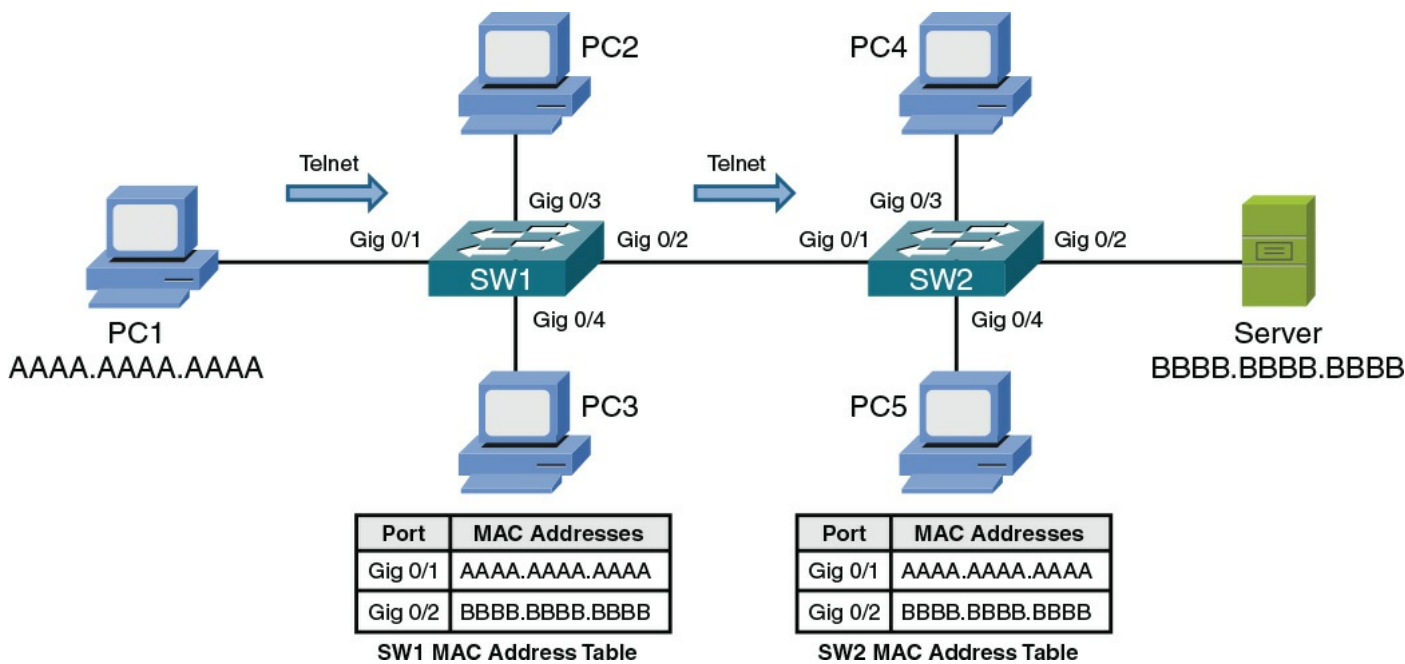 PC2
PC4
Telnet
Telnet
Gig 0/3
Gig 0/3
Gig 0/1
Gig 0/2
Gig 0/1
Gig 0/2
SW1
SW2
Gig 0/4
Gig 0/4
PC1
AAAA.AAAA.AAAA
Server
BBBB.BBBB.BBBB
PC3
PC5
Port MAC Addresses
Gig 0/1 AAAA.AAAA.AAAA
Gig 0/2 BBBB.BBBB.BBBB
SW1 MAC Address Table
Port MAC Addresses
Gig 0/1 AAAA.AAAA.AAAA
Gig 0/2 BBBB.BBBB.BBBB
SW2 MAC Address Table